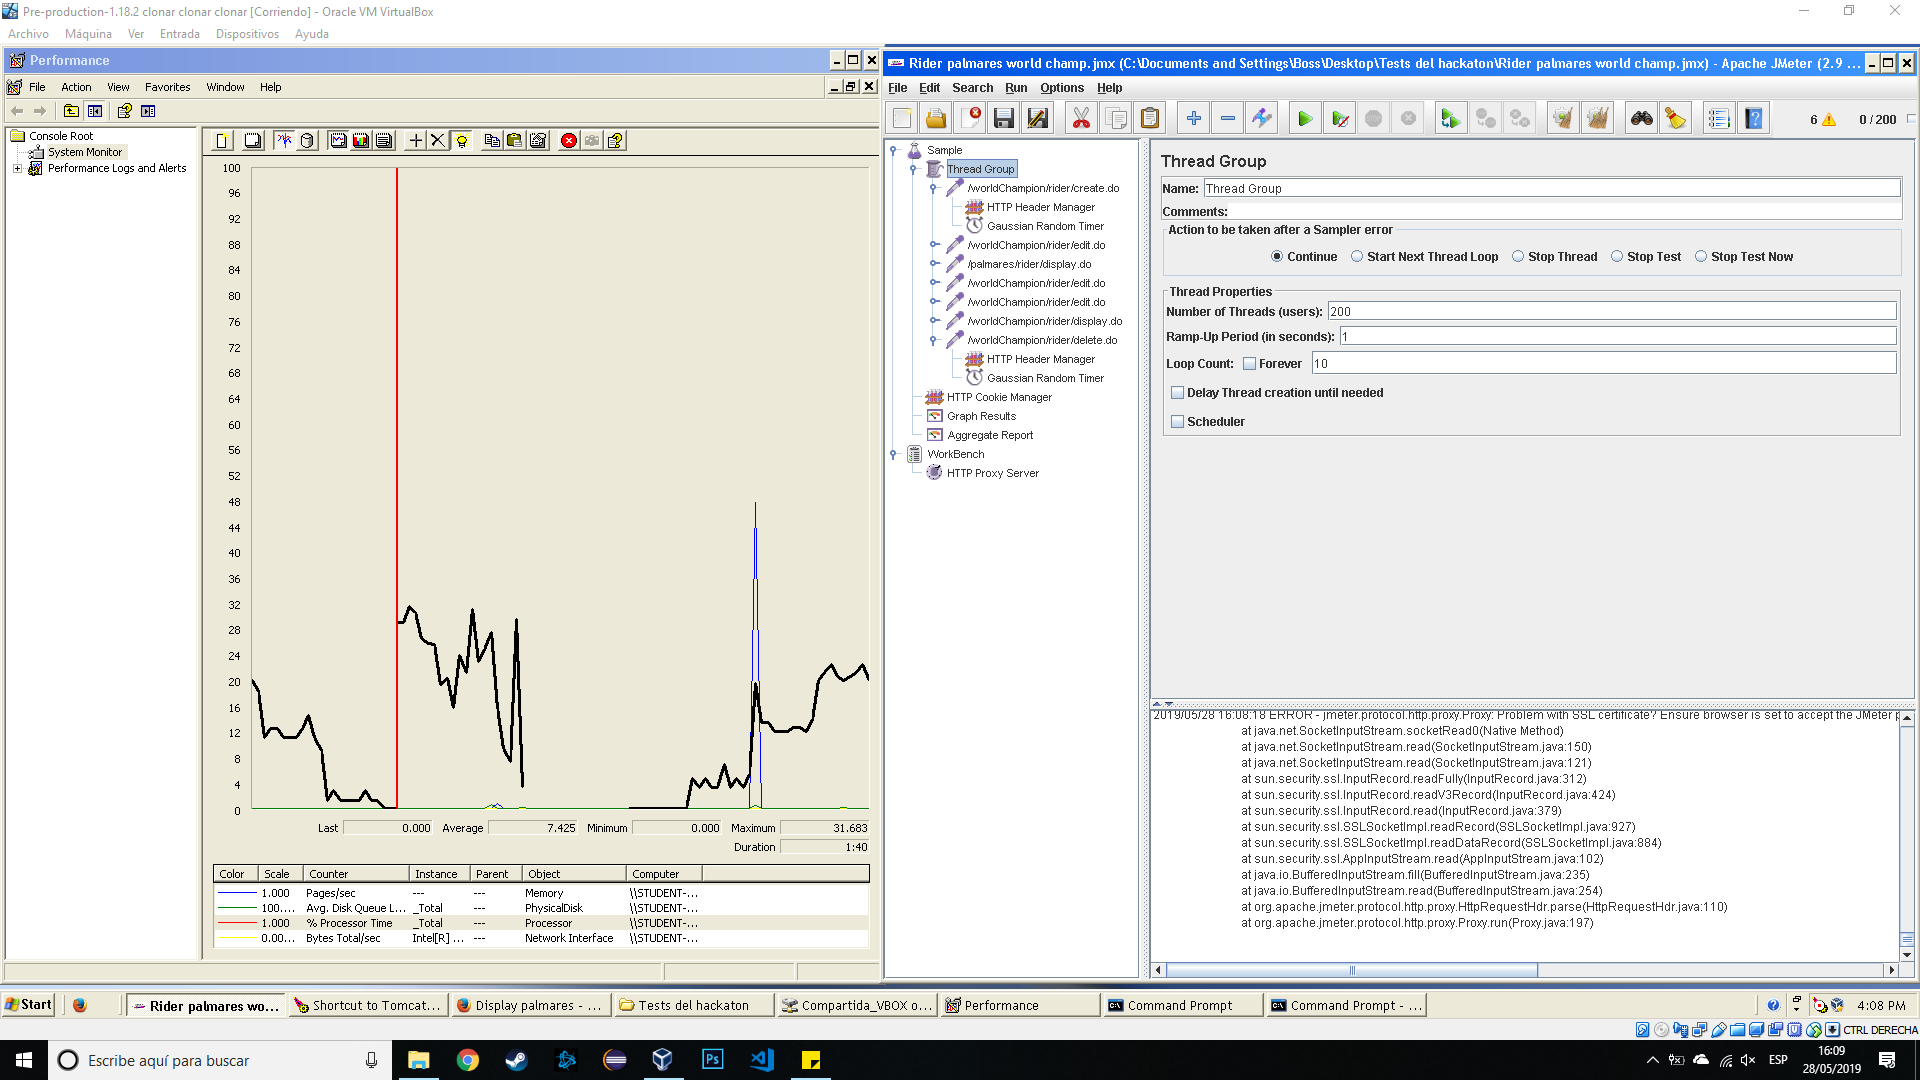 Pre-production-1.18.2 clonar clonar clonar [Corriendo] - Oracle VM VirtualBox
Archivo Máquina Ver Entrada Dispositivos Ayuda
Performance
File Action View Favorites Window Help
Console Root
System Monitor
Performance Logs and Alerts
100
96
92
88
84
80
76
72
68
64
60
56
52
48
44
40
36
32
28
24
20
16
12
8
4
0
Last 0.000 Average 7.425 Minimum 0.000 Maximum 31.683
Duration 1:40
Color Scale Counter Instance Parent Object Computer
1.000 Pages/sec --- --- Memory \\STUDENT-...
100.... Avg. Disk Queue L... _Total --- PhysicalDisk \\STUDENT-...
1.000 % Processor Time _Total --- Processor \\STUDENT-...
0.00... Bytes Total/sec Intel[R] ... --- Network Interface \\STUDENT-...
Rider palmares world champ.jmx (C:\Documents and Settings\Boss\Desktop\Tests del hackaton\Rider palmares world champ.jmx) - Apache JMeter (2.9 ...
File Edit Search Run Options Help
6 0 / 200
Sample
Thread Group
/worldChampion/rider/create.do
HTTP Header Manager
Gaussian Random Timer
/worldChampion/rider/edit.do
/palmares/rider/display.do
/worldChampion/rider/edit.do
/worldChampion/rider/edit.do
/worldChampion/rider/display.do
/worldChampion/rider/delete.do
HTTP Header Manager
Gaussian Random Timer
HTTP Cookie Manager
Graph Results
Aggregate Report
WorkBench
HTTP Proxy Server
Thread Group
Name: Thread Group
Comments:
Action to be taken after a Sampler error
Continue Start Next Thread Loop Stop Thread Stop Test Stop Test Now
Thread Properties
Number of Threads (users): 200
Ramp-Up Period (in seconds): 1
Loop Count: Forever 10
Delay Thread creation until needed
Scheduler
2019/05/28 16:08:18 ERROR - jmeter.protocol.http.proxy.Proxy: Problem with SSL certificate? Ensure browser is set to accept the JMeter p
at java.net.SocketInputStream.socketRead0(Native Method)
at java.net.SocketInputStream.read(SocketInputStream.java:150)
at java.net.SocketInputStream.read(SocketInputStream.java:121)
at sun.security.ssl.InputRecord.readFully(InputRecord.java:312)
at sun.security.ssl.InputRecord.readV3Record(InputRecord.java:424)
at sun.security.ssl.InputRecord.read(InputRecord.java:379)
at sun.security.ssl.SSLSocketImpl.readRecord(SSLSocketImpl.java:927)
at sun.security.ssl.SSLSocketImpl.readDataRecord(SSLSocketImpl.java:884)
at sun.security.ssl.AppInputStream.read(AppInputStream.java:102)
at java.io.BufferedInputStream.fill(BufferedInputStream.java:235)
at java.io.BufferedInputStream.read(BufferedInputStream.java:254)
at org.apache.jmeter.protocol.http.proxy.HttpRequestHdr.parse(HttpRequestHdr.java:110)
at org.apache.jmeter.protocol.http.proxy.Proxy.run(Proxy.java:197)
Start Rider palmares wo... Shortcut to Tomcat... Display palmares - ... Tests del hackaton Compartida_VBOX o... Performance Command Prompt Command Prompt - ... 4:08 PM
CTRL DERECHA
Escribe aquí para buscar
Ps
ESP
16:09
28/05/2019